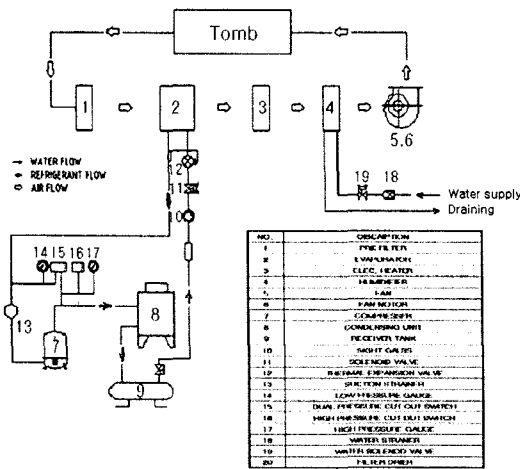 Tomb
1
2
3
4
5.6
WATER FLOW
REFRIGERANT FLOW
AIR FLOW
12
11
10
19 18
Water supply
Draining
14 15 16 17
13
7
8
9
NO. DISCRIPTION
1 PRE FILTER
2 EVAPORATOR
3 ELEC. HEATER
4 HUMIDIFIER
5 FAN
6 FAN MOTOR
7 COMPRESSER
8 CONDENSING UNIT
9 RECEIVER TANK
10 SIGHT GALSS
11 SOLENOID VALVE
12 THERMAL EXPANSION VALVE
13 SUCTION STRAINER
14 LOW PRESSURE GAUGE
15 DUAL PRESSURE CUT OUT SWITCH
16 HIGH PRESSURE CUT OUT SWITCH
17 HIGH PRESSURE GAUGE
18 WATER STRANER
19 WATER SOLENOID VALVE
20 FILTER DRIER